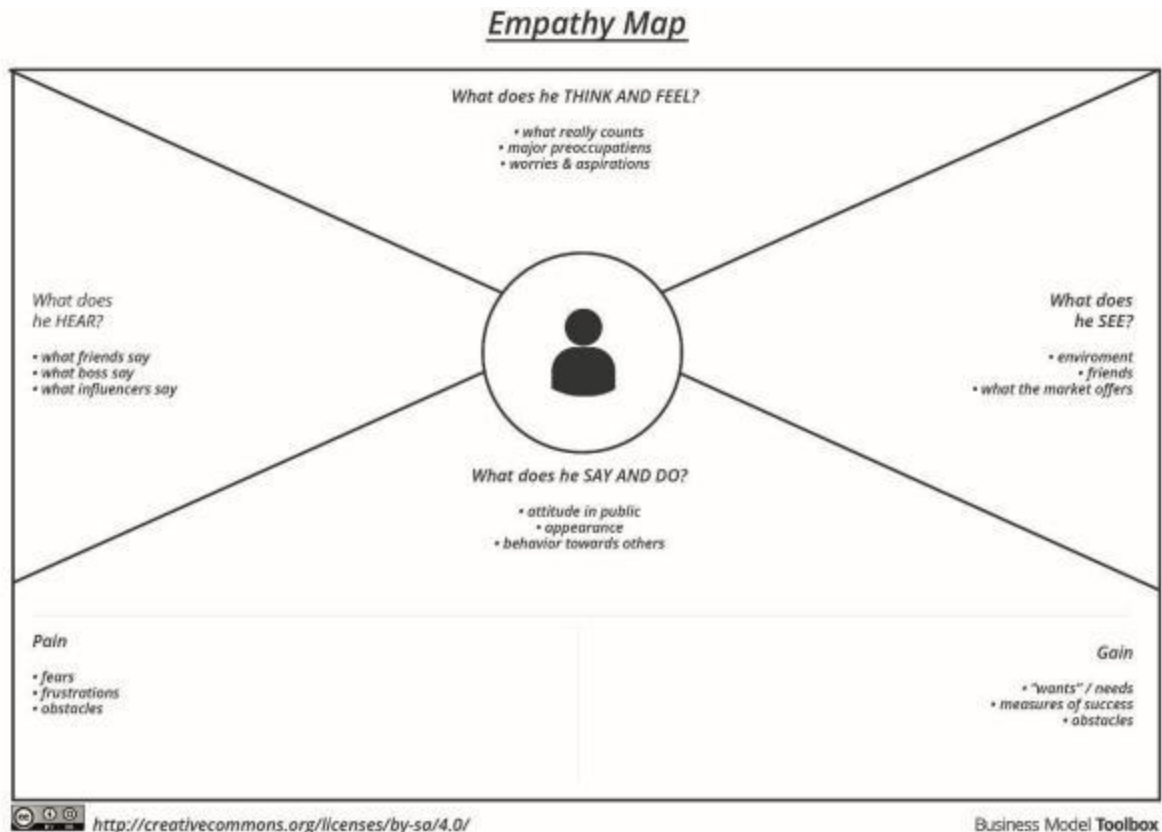 Empathy Map
What does he THINK AND FEEL?
• what really counts
• major preoccupatiens
• worries & aspirations
What does
he HEAR?
• what friends say
• what boss say
• what influencers say
What does
he SEE?
• enviroment
• friends
• what the market offers
What does he SAY AND DO?
• attitude in public
• appearance
• behavior towards others
Pain
• fears
• frustrations
• obstacles
Gain
• "wants" / needs
• measures of success
• obstacles
cc
http://creativecommons.org/licenses/by-sa/4.0/
Business Model Toolbox